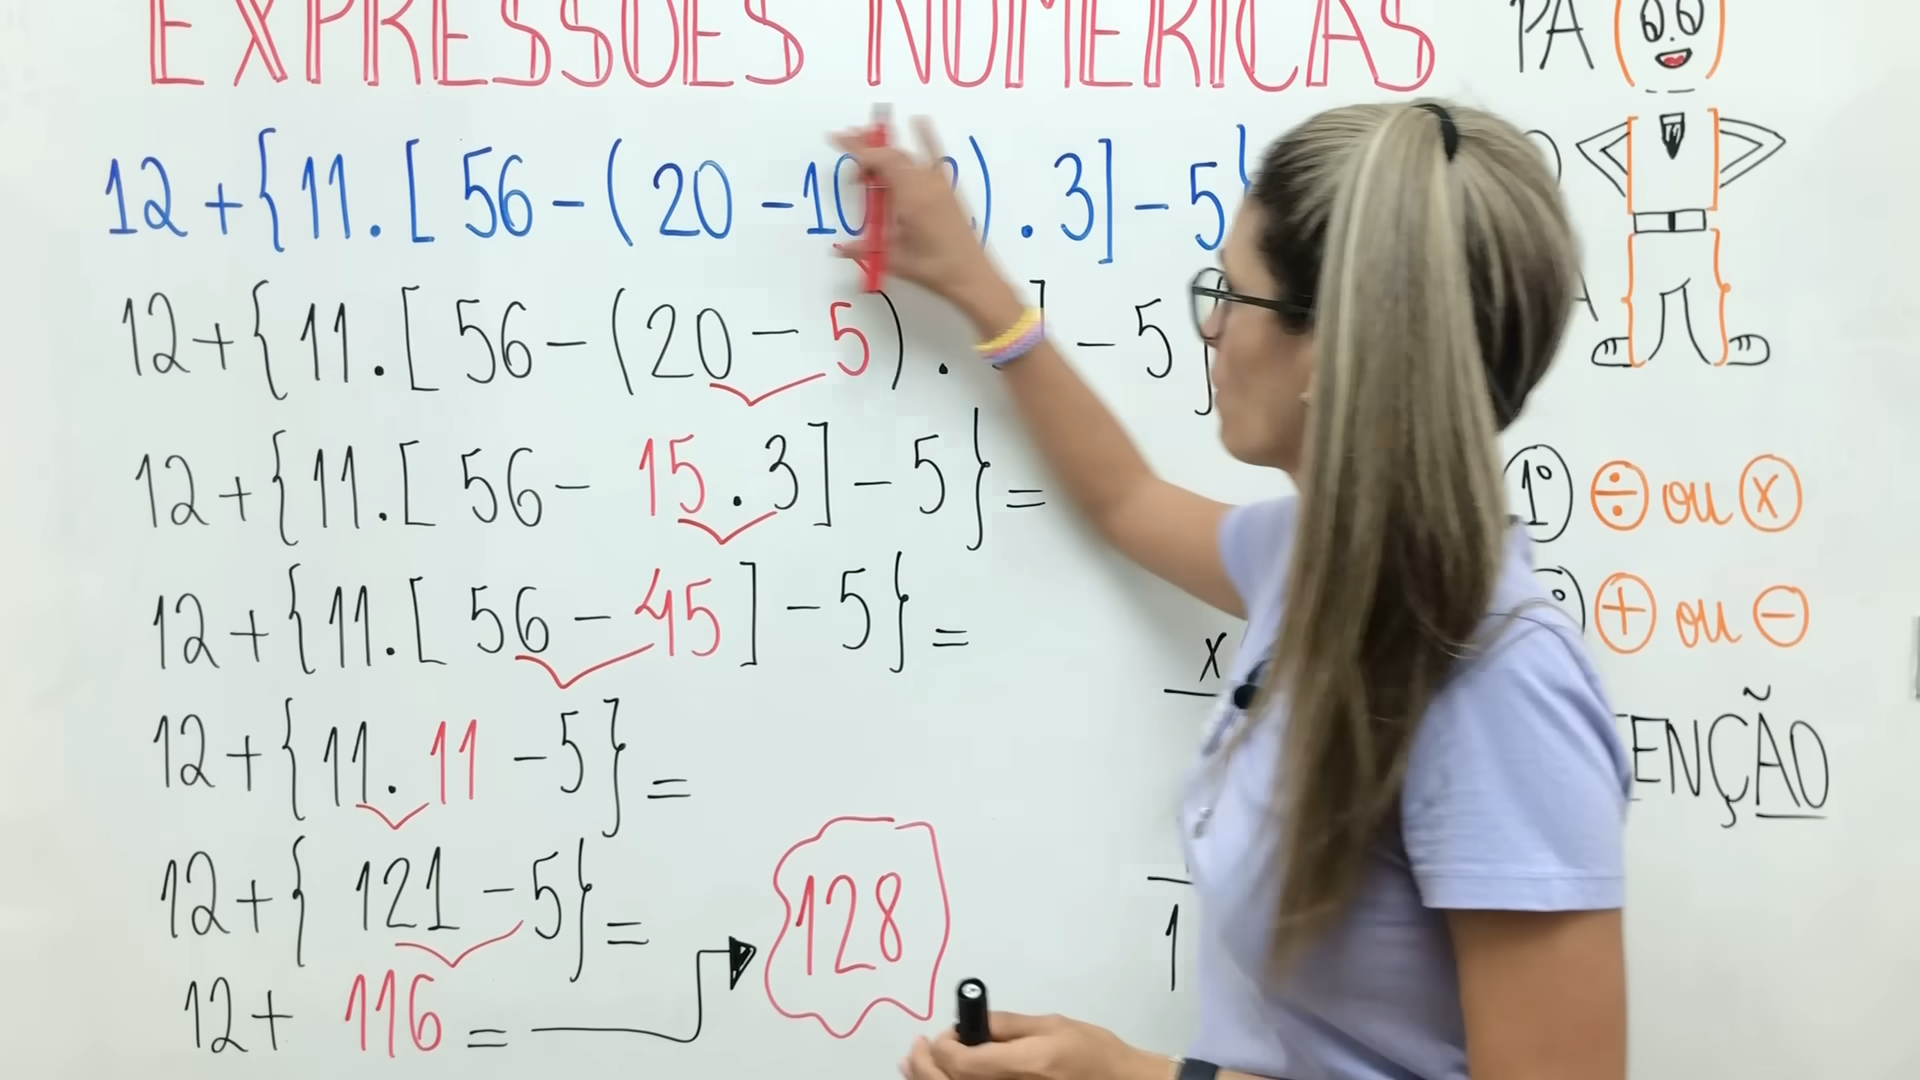 EXPRESSÕES NUMÉRICAS
PA
12+{11.[56-(20-10 ).3]-5}
12+{11.[56-(20-5). ]-5}
12+{11.[56-15.3]-5}=
1º ÷ ou x
12+{11.[56-45]-5}=
+ ou -
x
12+{11.11-5}=
ENÇÃO
12+{121-5}=
128
12+116=
1